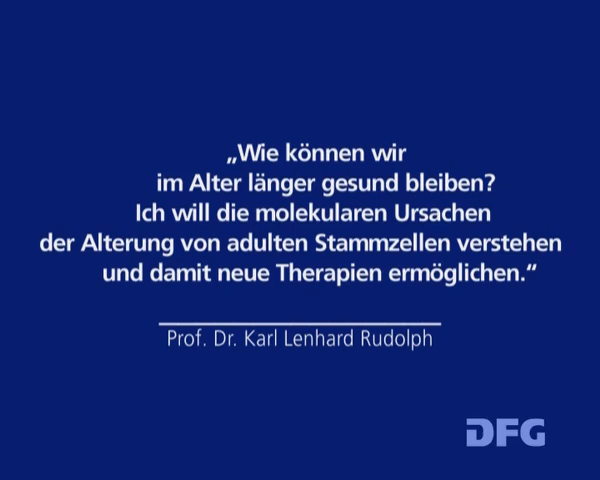 „Wie können wir
im Alter länger gesund bleiben?
Ich will die molekularen Ursachen
der Alterung von adulten Stammzellen verstehen
und damit neue Therapien ermöglichen.“
Prof. Dr. Karl Lenhard Rudolph
DFG